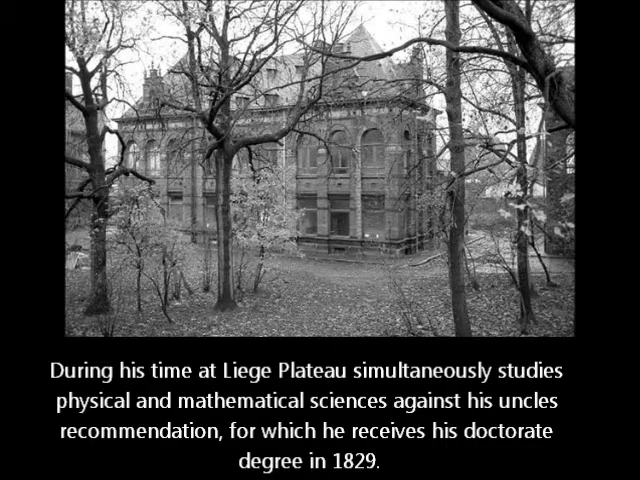 During his time at Liege Plateau simultaneously studies
physical and mathematical sciences against his uncles
recommendation, for which he receives his doctorate
degree in 1829.